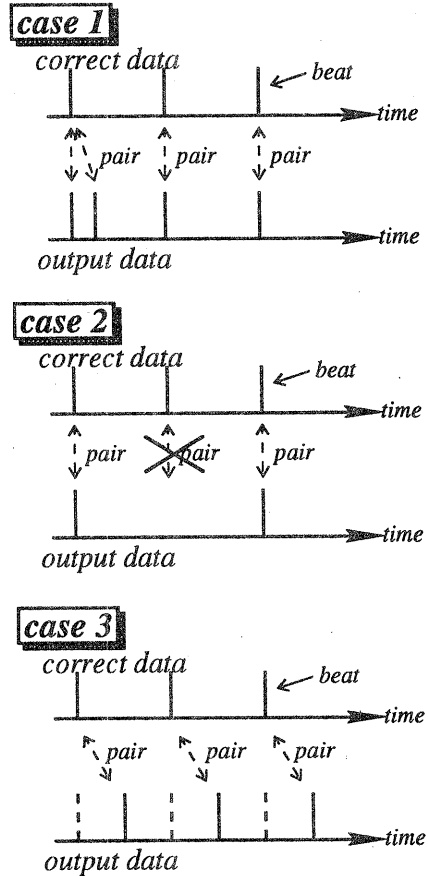 case 1
correct data
beat
time
pair pair pair
time
output data
case 2
correct data
beat
time
pair pair pair
time
output data
case 3
correct data
beat
time
pair pair pair
time
output data